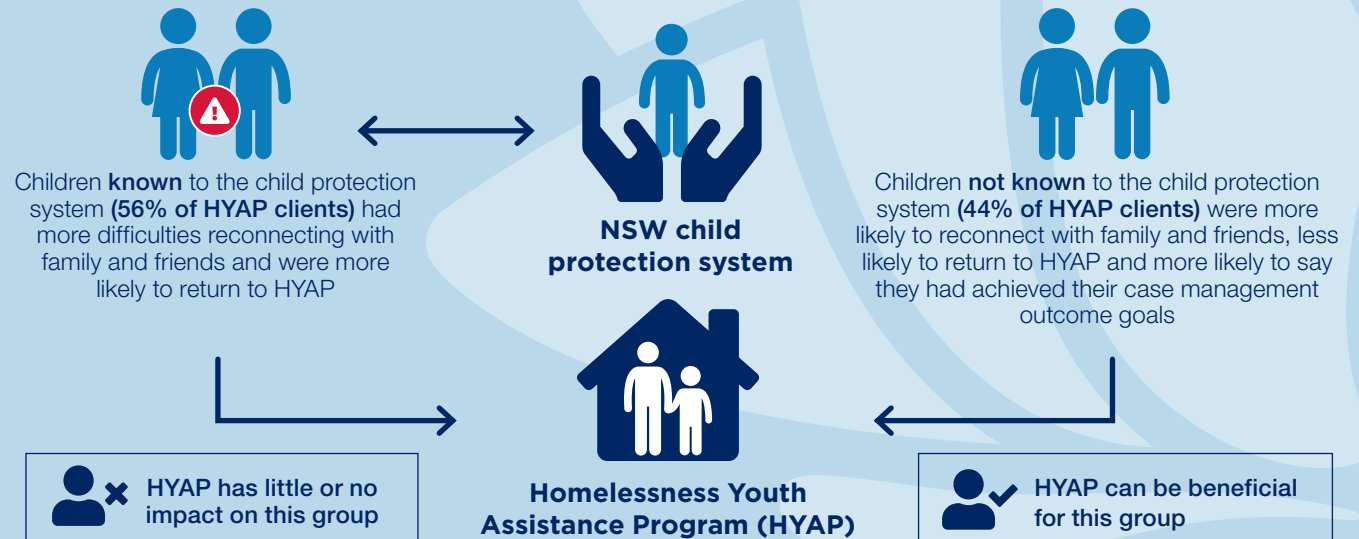 Children known to the child protection
system (56% of HYAP clients) had
more difficulties reconnecting with
family and friends and were more
likely to return to HYAP
NSW child
protection system
Children not known to the child protection
system (44% of HYAP clients) were more
likely to reconnect with family and friends, less
likely to return to HYAP and more likely to say
they had achieved their case management
outcome goals
HYAP has little or no
impact on this group
Homelessness Youth
Assistance Program (HYAP)
HYAP can be beneficial
for this group